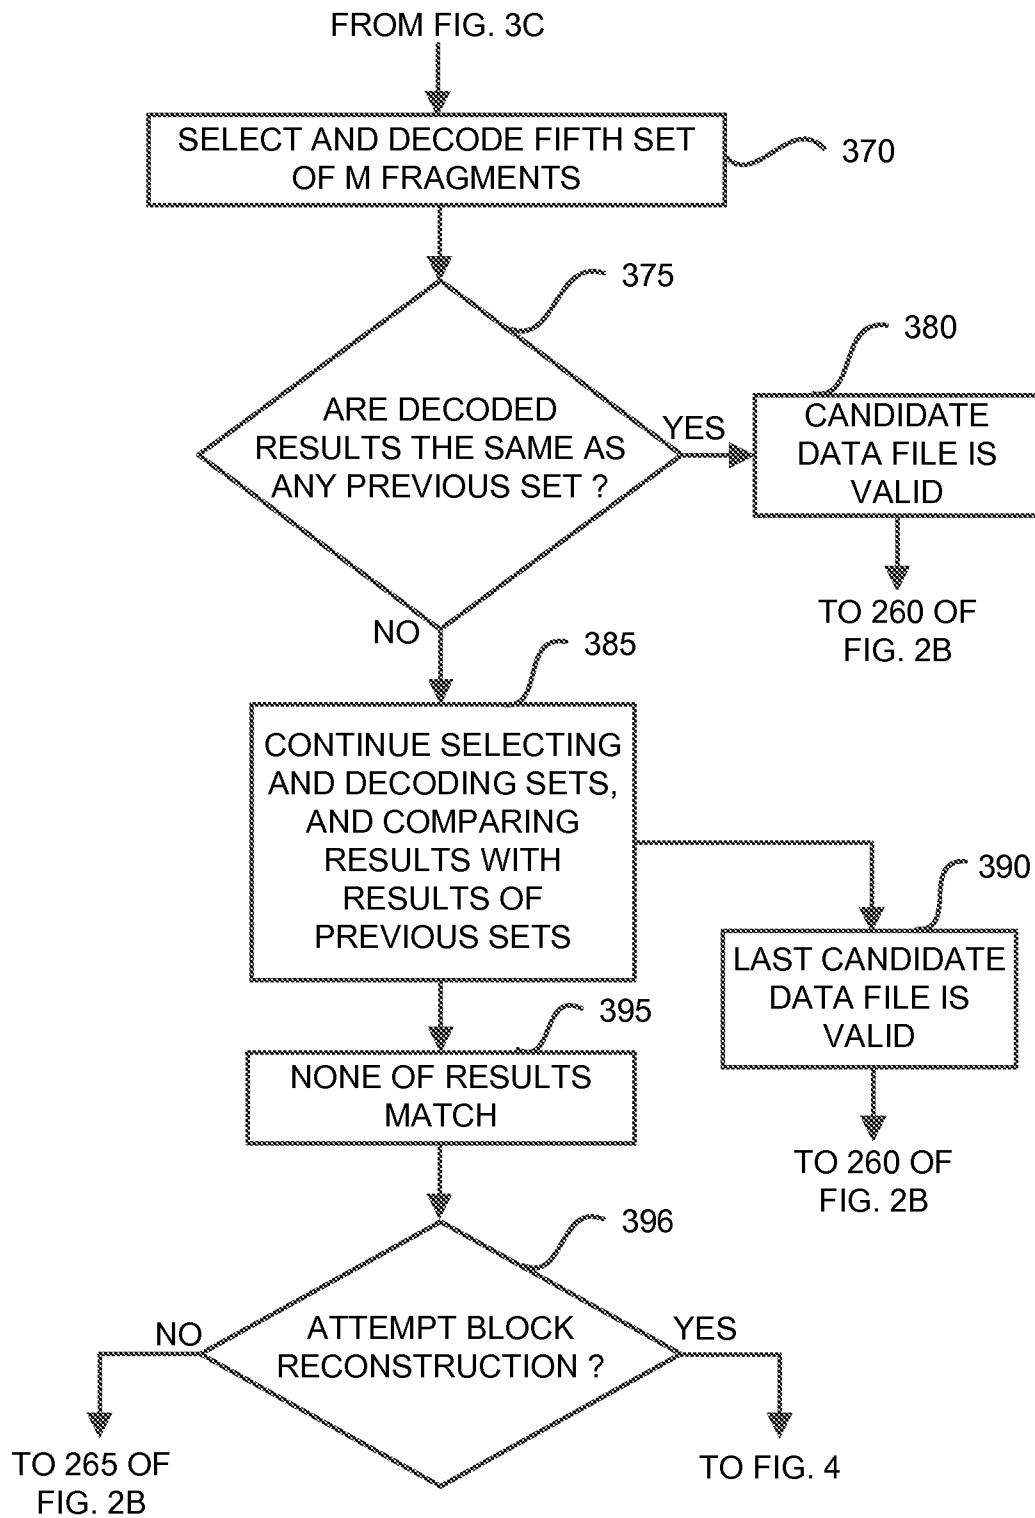 FROM FIG. 3C
SELECT AND DECODE FIFTH SET
OF M FRAGMENTS
370
375
ARE DECODED
RESULTS THE SAME AS
ANY PREVIOUS SET ?
YES
380
CANDIDATE
DATA FILE IS
VALID
TO 260 OF
FIG. 2B
NO
385
CONTINUE SELECTING
AND DECODING SETS,
AND COMPARING
RESULTS WITH
RESULTS OF
PREVIOUS SETS
390
LAST CANDIDATE
DATA FILE IS
VALID
TO 260 OF
FIG. 2B
395
NONE OF RESULTS
MATCH
396
ATTEMPT BLOCK
RECONSTRUCTION ?
NO
YES
TO 265 OF
FIG. 2B
TO FIG. 4